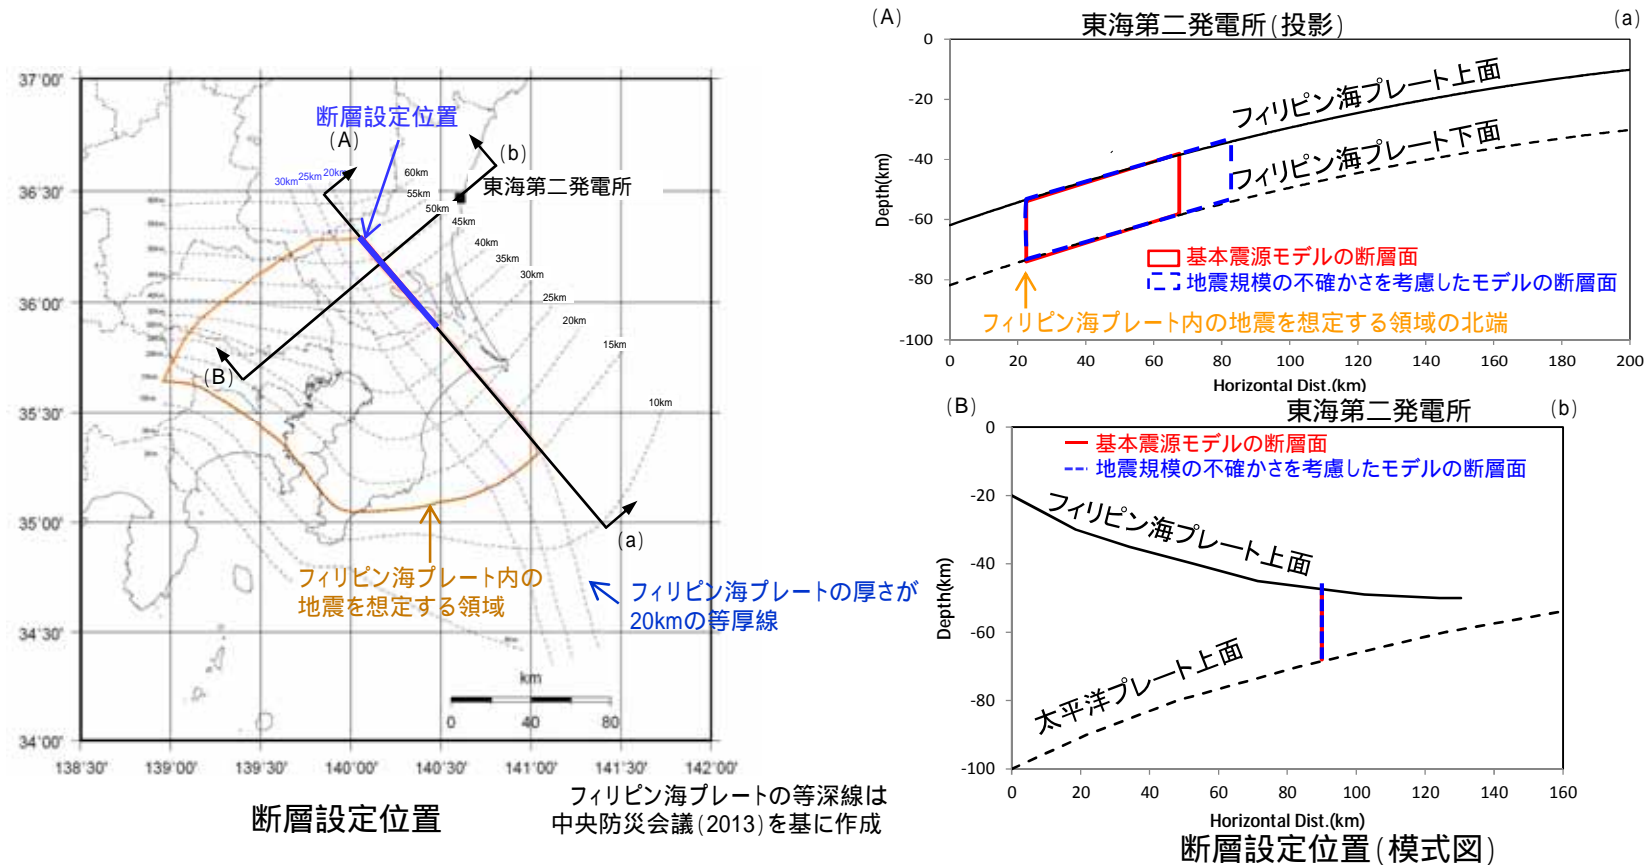 断層設定位置
(A)
(b)
東海第二発電所
30km
25km
20km
60km
55km
50km
45km
40km
35km
30km
25km
20km
15km
10km
(B)
(a)
37°00'
36°30'
36°00'
35°30'
35°00'
34°30'
34°00'
138°30'
139°00'
139°30'
140°00'
140°30'
141°00'
141°30'
142°00'
フィリピン海プレート内の
地震を想定する領域
フィリピン海プレートの厚さが
20kmの等厚線
km
0 40 80
断層設定位置
フィリピン海プレートの等深線は
中央防災会議(2013)を基に作成
(A)
東海第二発電所(投影)
(a)
0
-20
-40
-60
-80
-100
Depth(km)
フィリピン海プレート上面
フィリピン海プレート下面
基本震源モデルの断層面
地震規模の不確かさを考慮したモデルの断層面
フィリピン海プレート内の地震を想定する領域の北端
0 20 40 60 80 100 120 140 160 180 200
Horizontal Dist.(km)
(B)
東海第二発電所
(b)
0
-20
-40
-60
-80
-100
Depth(km)
基本震源モデルの断層面
地震規模の不確かさを考慮したモデルの断層面
フィリピン海プレート上面
太平洋プレート上面
0 20 40 60 80 100 120 140 160
Horizontal Dist.(km)
断層設定位置(模式図)